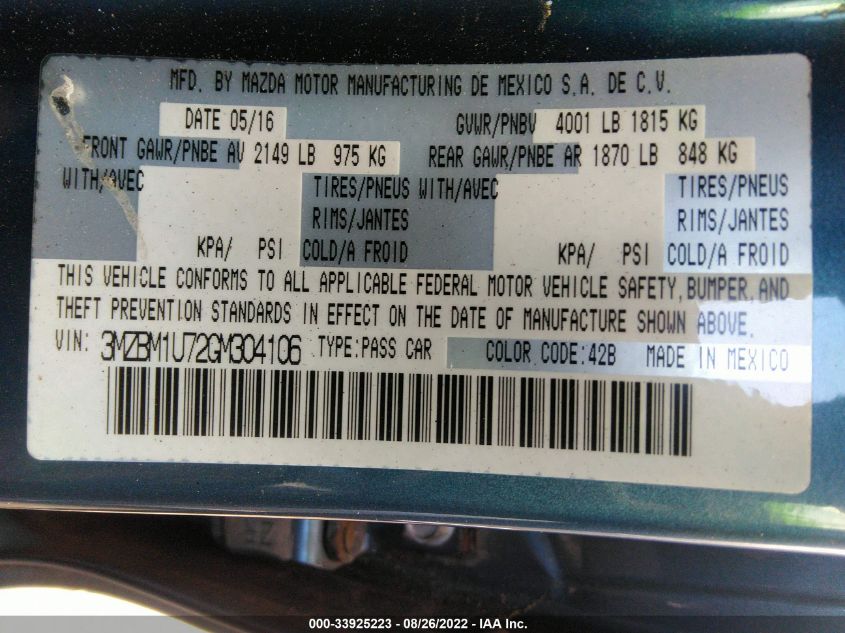 MFD. BY MAZDA MOTOR MANUFACTURING DE MEXICO S.A. DE C.V.
DATE 05/16 GVWR/PNBV 4001 LB 1815 KG
FRONT GAWR/PNBE AV 2149 LB 975 KG REAR GAWR/PNBE AR 1870 LB 848 KG
WITH/AVEC TIRES/PNEUS WITH/AVEC TIRES/PNEUS
RIMS/JANTES RIMS/JANTES
KPA/ PSI COLD/A FROID KPA/ PSI COLD/A FROID
THIS VEHICLE CONFORMS TO ALL APPLICABLE FEDERAL MOTOR VEHICLE SAFETY, BUMPER, AND
THEFT PREVENTION STANDARDS IN EFFECT ON THE DATE OF MANUFACTURE SHOWN ABOVE.
VIN: 3MZBM1U72GM304106 TYPE:PASS CAR COLOR CODE:42B MADE IN MEXICO
000-33925223 - 08/26/2022 - IAA Inc.